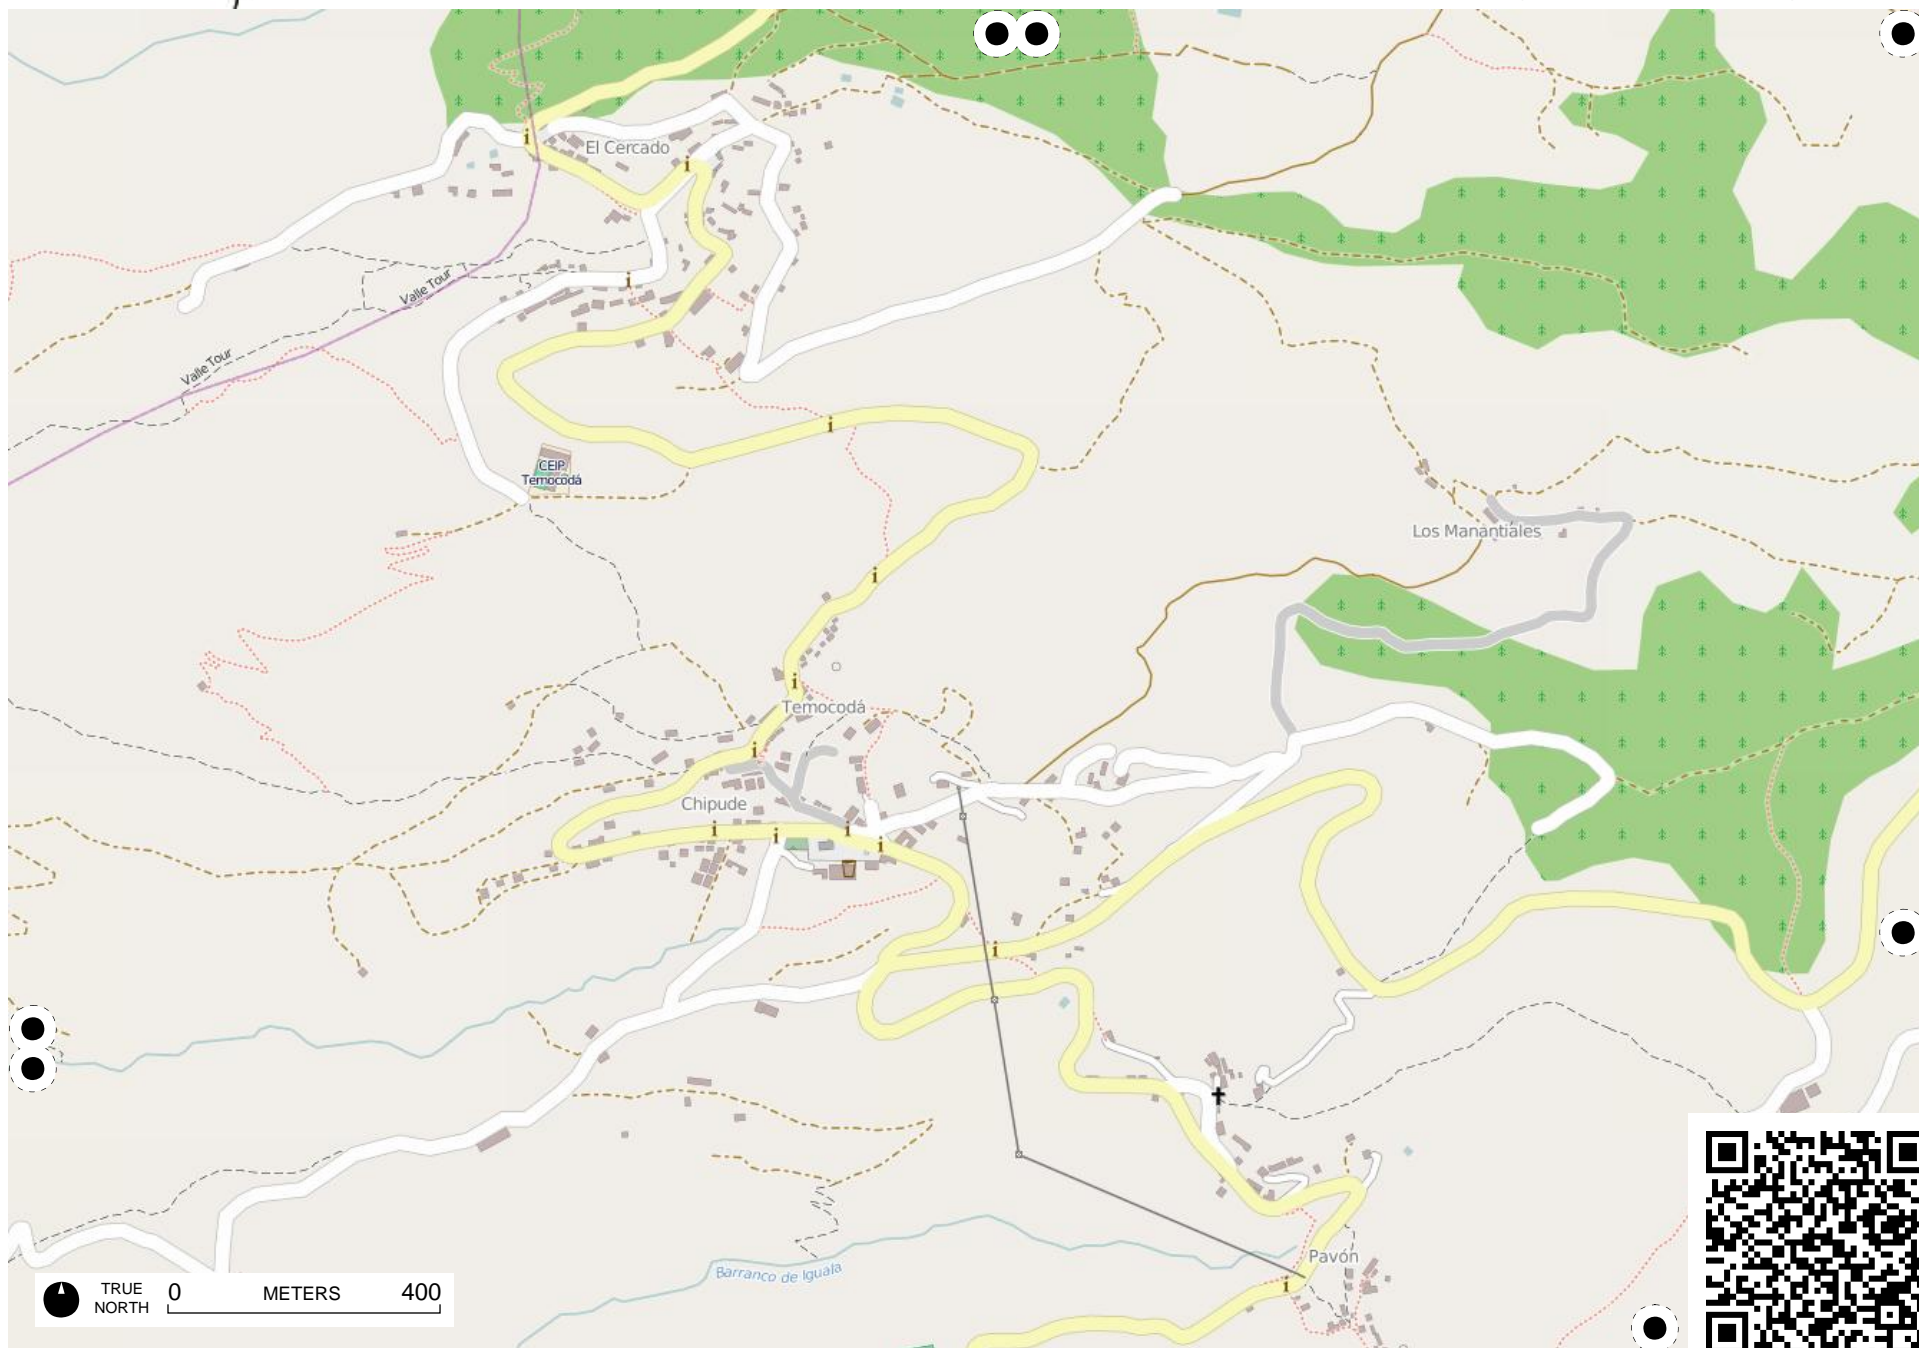 El Cercado
Valle Tour
Valle Tour
CEIP
Temocodá
Los Manantiales
Temocodá
Chipude
Pavón
Barranco de Iguala
TRUE
NORTH
0 METERS 400